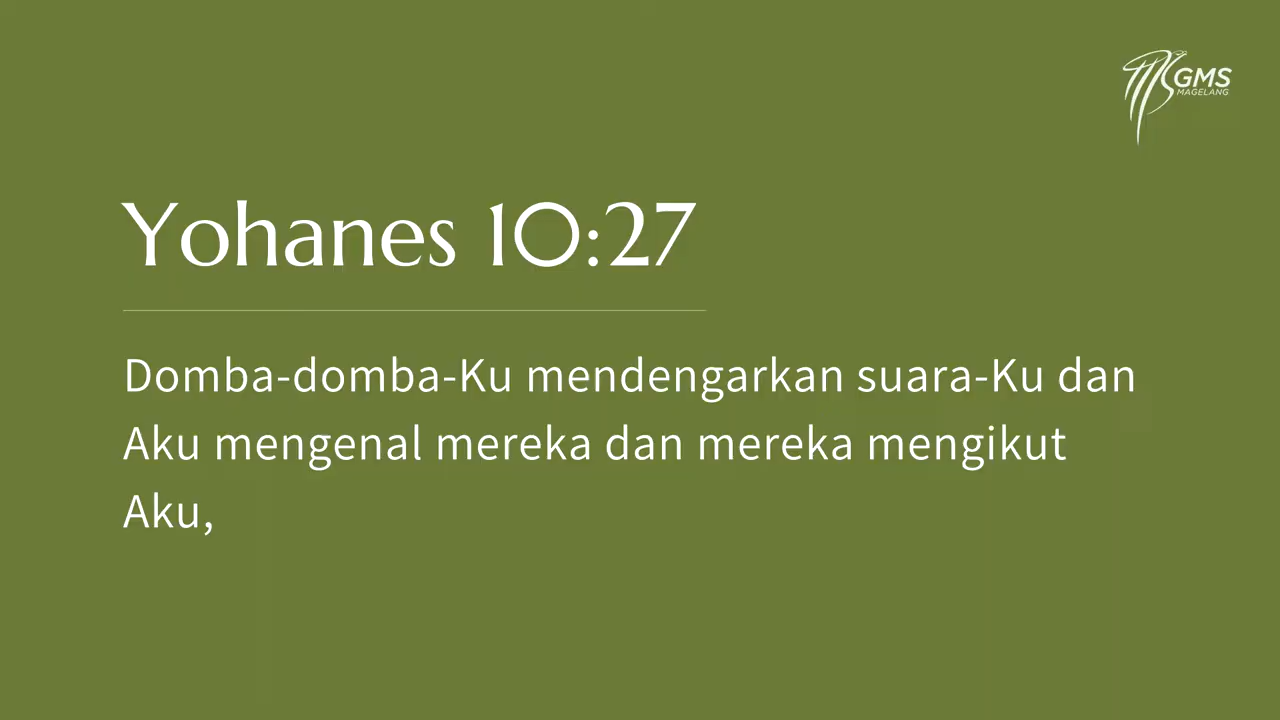 GMS
MAGELANG
Yohanes 10:27
Domba-domba-Ku mendengarkan suara-Ku dan
Aku mengenal mereka dan mereka mengikut
Aku,